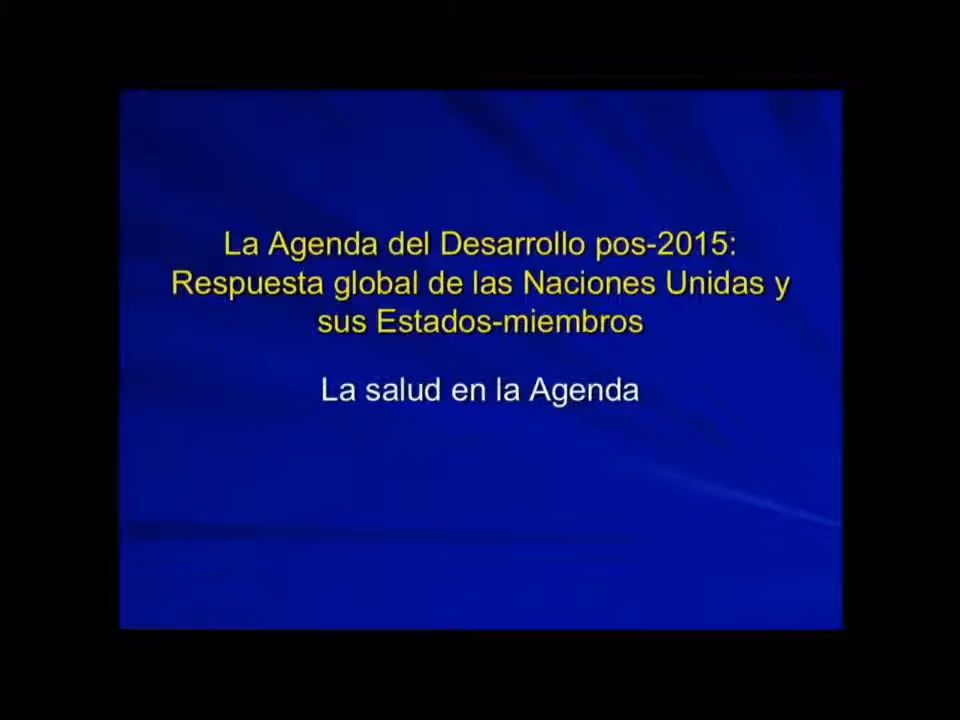 La Agenda del Desarrollo pos-2015:
Respuesta global de las Naciones Unidas y
sus Estados-miembros
La salud en la Agenda